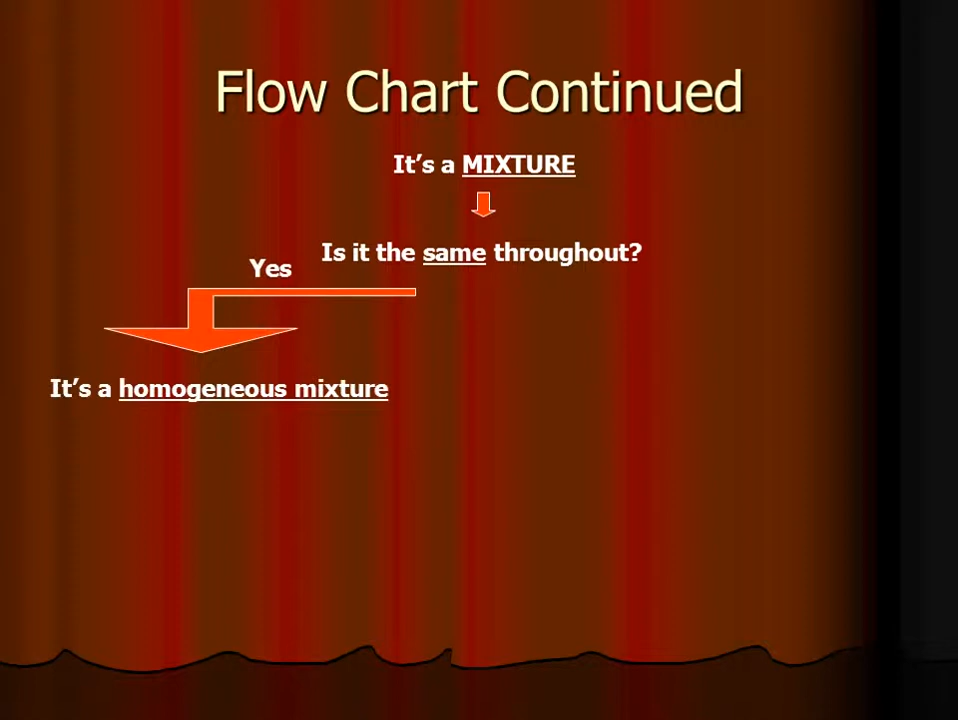 Flow Chart Continued
It’s a MIXTURE
Is it the same throughout?
Yes
It’s a homogeneous mixture